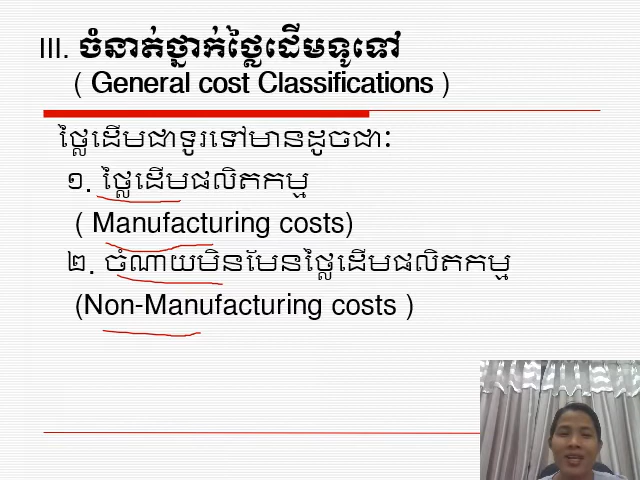 III. ចំនាត់ថ្នាក់ថ្លៃដើមទូទៅ
( General cost Classifications )
ថ្លៃដើមជាទូរទៅមានដូចជាៈ
១. ថ្លៃដើមផលិតកម្ម
( Manufacturing costs)
២. ចំណាយមិនមែនថ្លៃដើមផលិតកម្ម
(Non-Manufacturing costs )